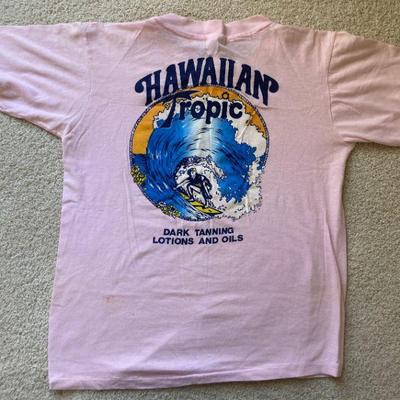 HAWAIIAN
Tropic
DARK TANNING
LOTIONS AND OILS